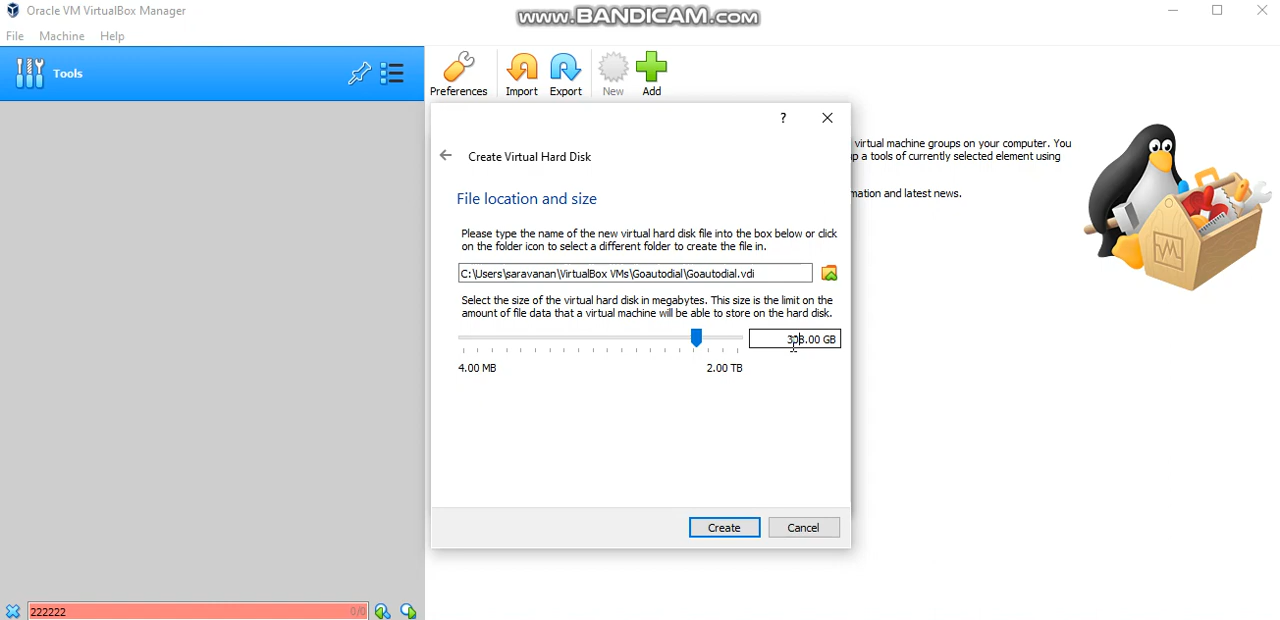 Oracle VM VirtualBox Manager
www.BANDICAM.com
File Machine Help
Tools
Preferences Import Export New Add
virtual machine groups on your computer. You
p a tools of currently selected element using
mation and latest news.
?
Create Virtual Hard Disk
File location and size
Please type the name of the new virtual hard disk file into the box below or click
on the folder icon to select a different folder to create the file in.
C:\Users\saravanan\VirtualBox VMs\Goautodial\Goautodial.vdi
Select the size of the virtual hard disk in megabytes. This size is the limit on the
amount of file data that a virtual machine will be able to store on the hard disk.
GB
4.00 MB 2.00 TB
Create Cancel
222222 0/0